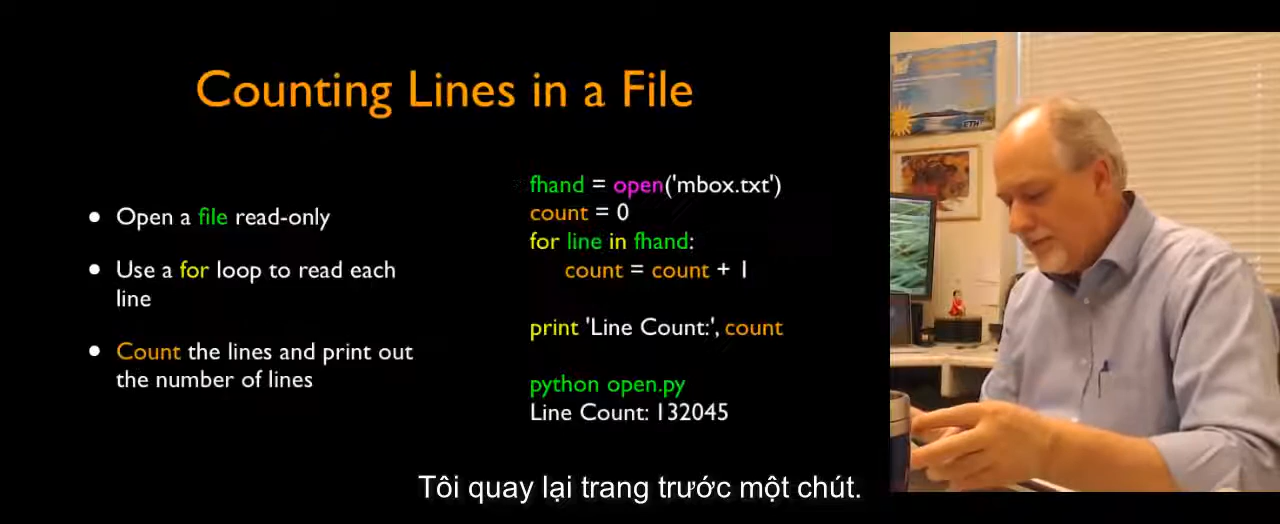 Counting Lines in a File
• Open a file read-only
• Use a for loop to read each
line
• Count the lines and print out
the number of lines
fhand = open('mbox.txt')
count = 0
for line in fhand:
    count = count + 1
print 'Line Count:', count
python open.py
Line Count: 132045
ETH
Tôi quay lại trang trước một chút.